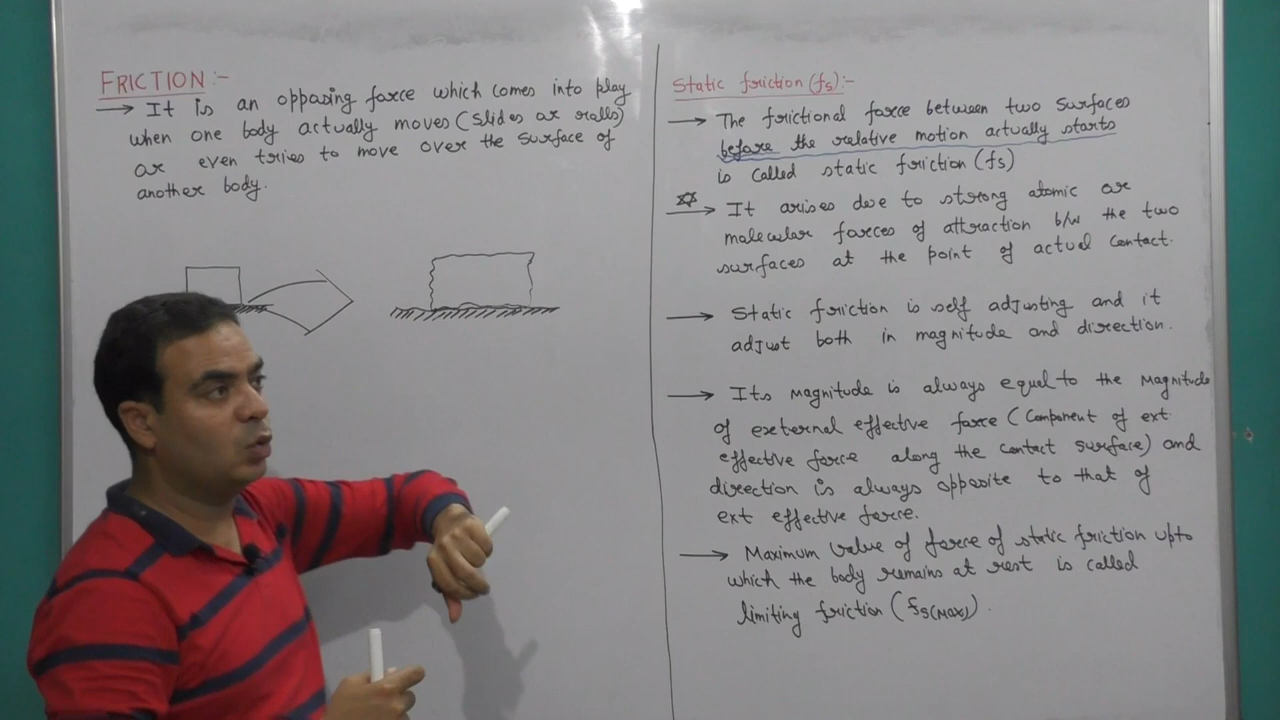 FRICTION :-
→ It is an opposing force which comes into play
when one body actually moves (slides or rolls)
or even tries to move over the surface of
another body.
Static friction (fs):-
→ The frictional force between two surfaces
before the relative motion actually starts
is called static friction (fs)
→ It arises due to strong atomic or
molecular forces of attraction b/w the two
surfaces at the point of actual contact.
→ Static friction is self adjusting and it
adjust both in magnitude and direction.
→ Its magnitude is always equal to the Magnitude
of external effective force (Component of ext
effective force along the contact surface) and
direction is always opposite to that of
ext effective force.
→ Maximum value of force of static friction upto
which the body remains at rest is called
limiting friction (fs(MAX)).